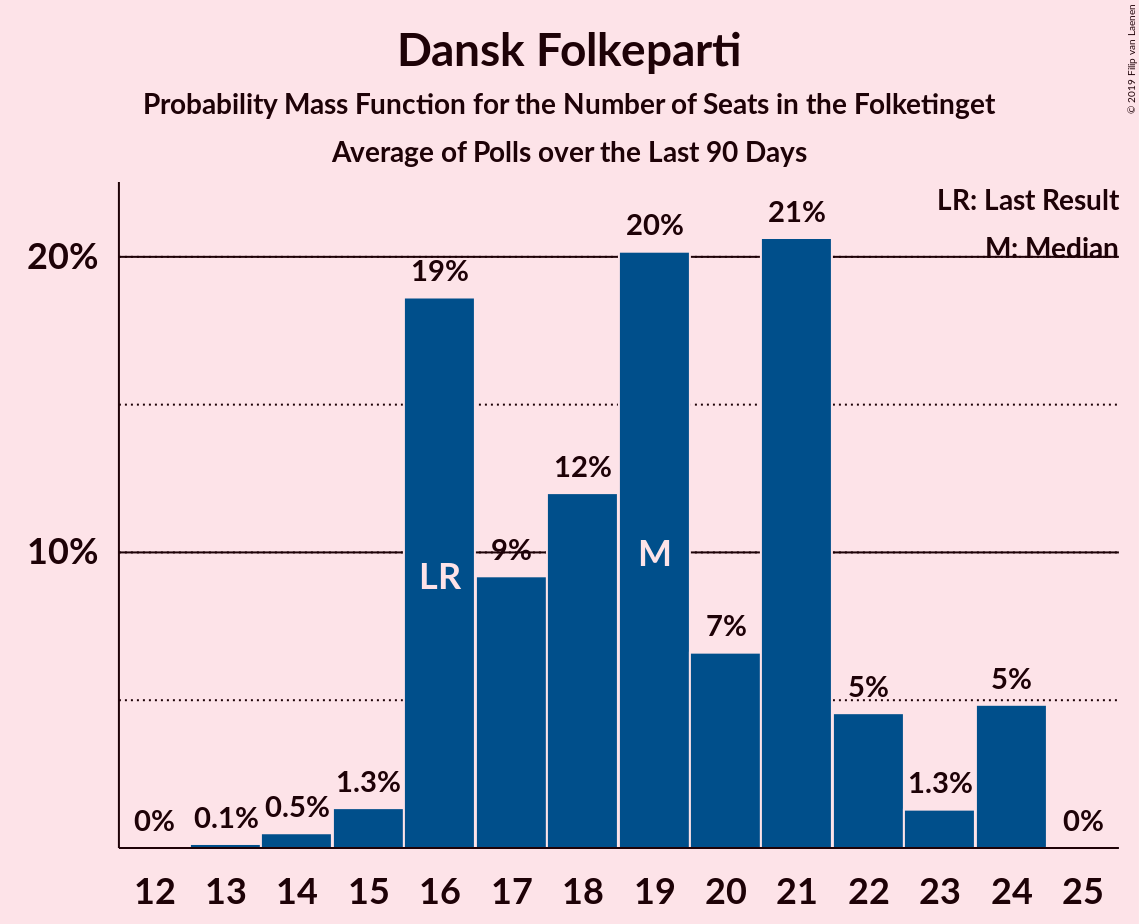 Dansk Folkeparti
Probability Mass Function for the Number of Seats in the Folketinget
Average of Polls over the Last 90 Days
© 2019 Filip van Laenen
LR: Last Result
M: Median
20%
10%
0%
0.1%
0.5%
1.3%
19%
9%
12%
20%
7%
21%
5%
1.3%
5%
0%
LR
M
12 13 14 15 16 17 18 19 20 21 22 23 24 25